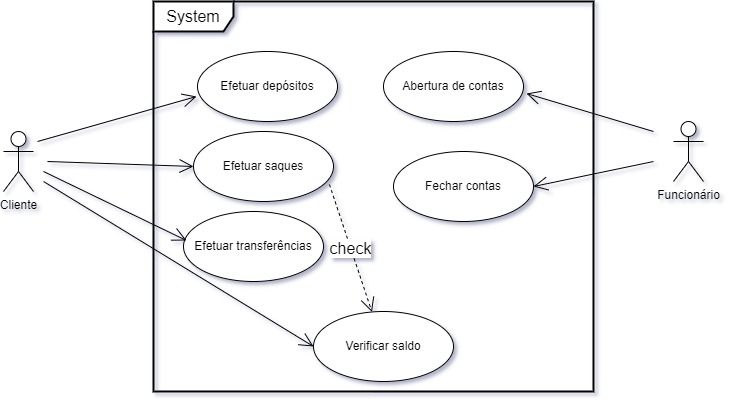 System
Efetuar depósitos
Abertura de contas
Efetuar saques
Fechar contas
Cliente
Funcionário
Efetuar transferências
check
Verificar saldo